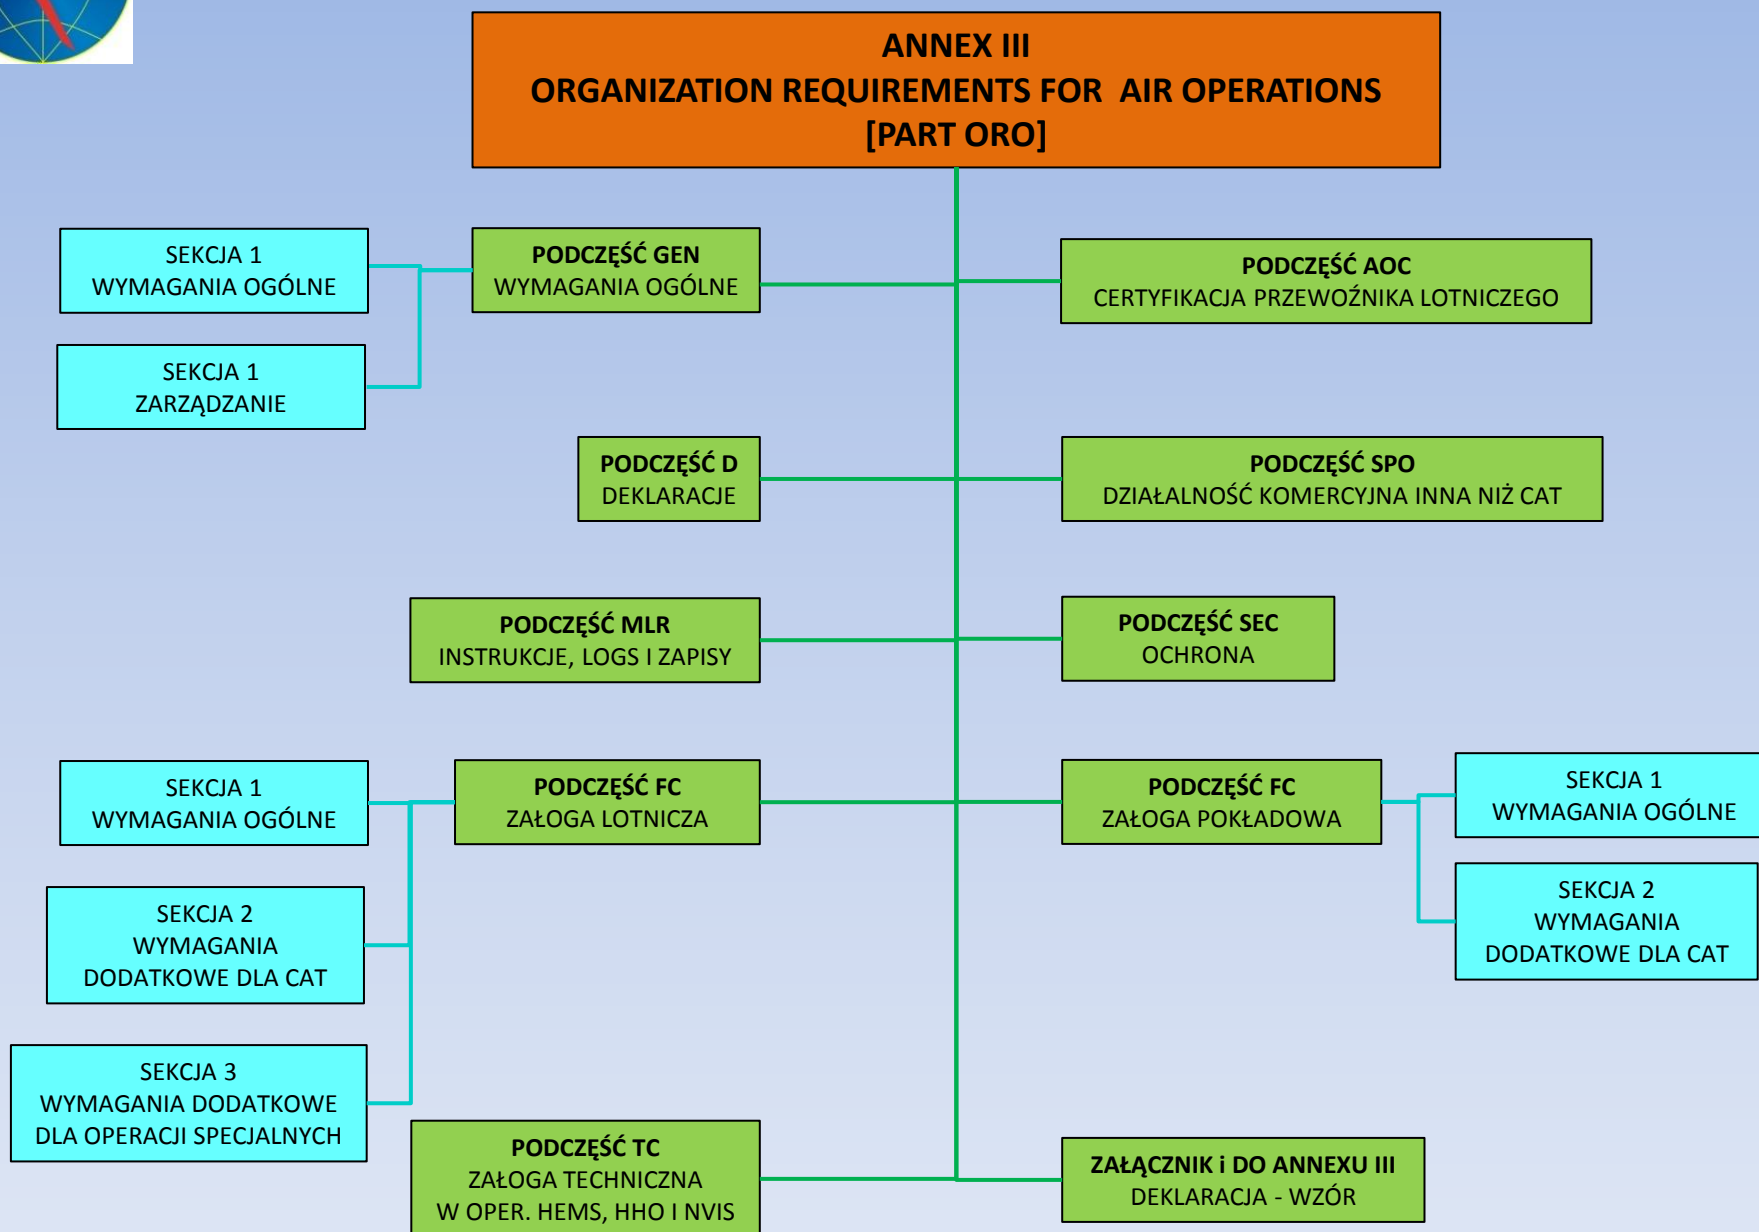 ANNEX III
ORGANIZATION REQUIREMENTS FOR AIR OPERATIONS
[PART ORO]
SEKCJA 1
WYMAGANIA OGÓLNE
PODCZĘŚĆ GEN
WYMAGANIA OGÓLNE
PODCZĘŚĆ AOC
CERTYFIKACJA PRZEWOŹNIKA LOTNICZEGO
SEKCJA 1
ZARZĄDZANIE
PODCZĘŚĆ D
DEKLARACJE
PODCZĘŚĆ SPO
DZIAŁALNOŚĆ KOMERCYJNA INNA NIŻ CAT
PODCZĘŚĆ MLR
INSTRUKCJE, LOGS I ZAPISY
PODCZĘŚĆ SEC
OCHRONA
SEKCJA 1
WYMAGANIA OGÓLNE
PODCZĘŚĆ FC
ZAŁOGA LOTNICZA
PODCZĘŚĆ FC
ZAŁOGA POKŁADOWA
SEKCJA 1
WYMAGANIA OGÓLNE
SEKCJA 2
WYMAGANIA
DODATKOWE DLA CAT
SEKCJA 2
WYMAGANIA
DODATKOWE DLA CAT
SEKCJA 3
WYMAGANIA DODATKOWE
DLA OPERACJI SPECJALNYCH
PODCZĘŚĆ TC
ZAŁOGA TECHNICZNA
W OPER. HEMS, HHO I NVIS
ZAŁĄCZNIK i DO ANNEXU III
DEKLARACJA - WZÓR